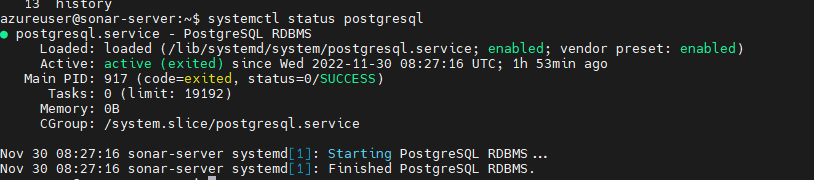 13 history
azureuser@sonar-server:~$ systemctl status postgresql
● postgresql.service - PostgreSQL RDBMS
Loaded: loaded (/lib/systemd/system/postgresql.service; enabled; vendor preset: enabled)
Active: active (exited) since Wed 2022-11-30 08:27:16 UTC; 1h 53min ago
Main PID: 917 (code=exited, status=0/SUCCESS)
Tasks: 0 (limit: 19192)
Memory: 0B
CGroup: /system.slice/postgresql.service
Nov 30 08:27:16 sonar-server systemd[1]: Starting PostgreSQL RDBMS...
Nov 30 08:27:16 sonar-server systemd[1]: Finished PostgreSQL RDBMS.